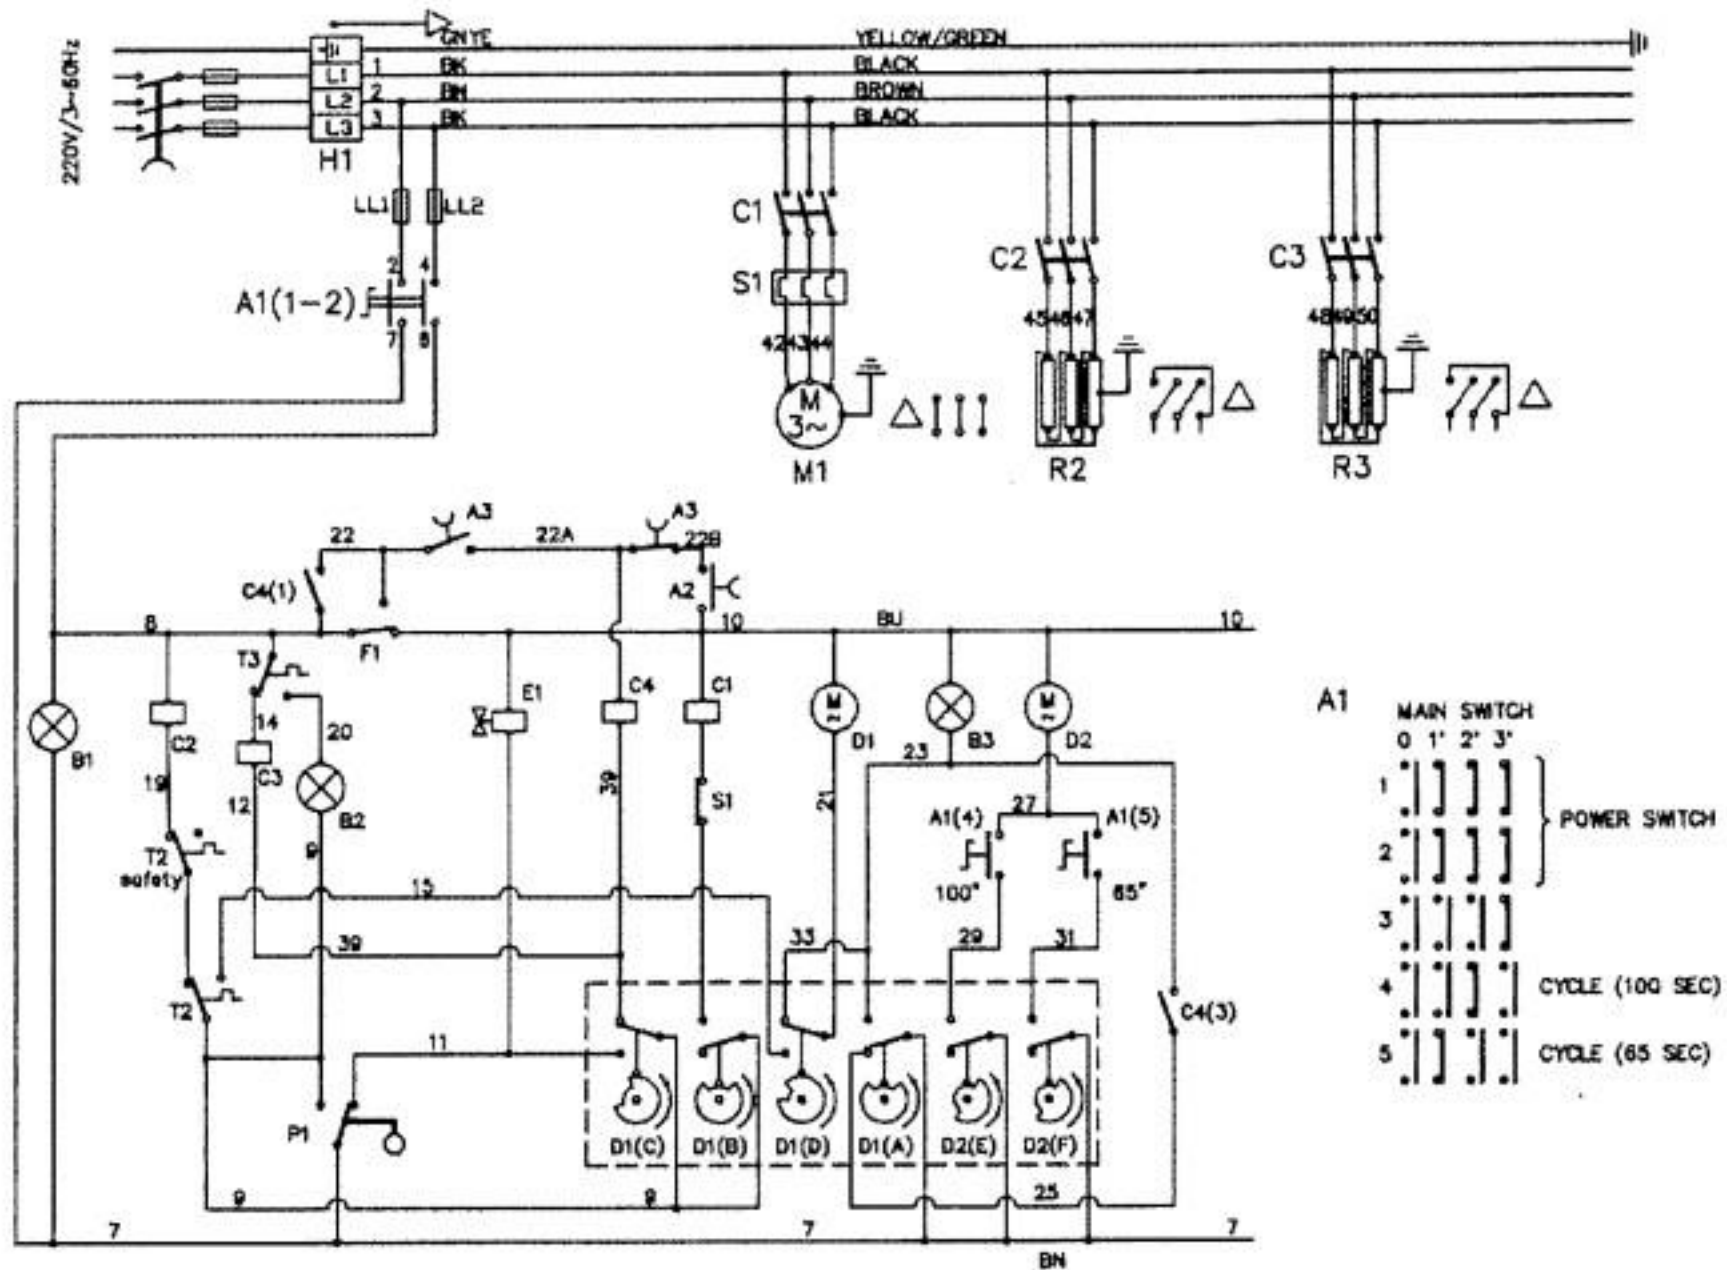 220V/3~60Hz
GNYE
YELLOW/GREEN
L1 1 BK BLACK
L2 2 BN BROWN
L3 3 BK BLACK
H1
LL1 LL2
C1
C2
C3
2 4
A1(1-2)
S1
7 8
45 46 47
48 49 50
42 43 44
M
3~
M1
R2
R3
22
A3
22A
A3
22B
C4(1)
A2
8
10
BU
10
F1
T3
E1
C4
C1
A1
MAIN SWITCH
0 1' 2' 3'
B1
C2
14
20
C3
M
~
D1
B3
M
~
D2
23
1
2
POWER SWITCH
3
4 CYCLE (100 SEC)
5 CYCLE (65 SEC)
19
12
B2
39
S1
21
27
A1(4)
A1(5)
T2
safety
9
100"
65"
15
39
33
29
31
T2
11
C4(3)
P1
D1(C) D1(B) D1(D) D1(A) D2(E) D2(F)
9
25
7
7
7
BN